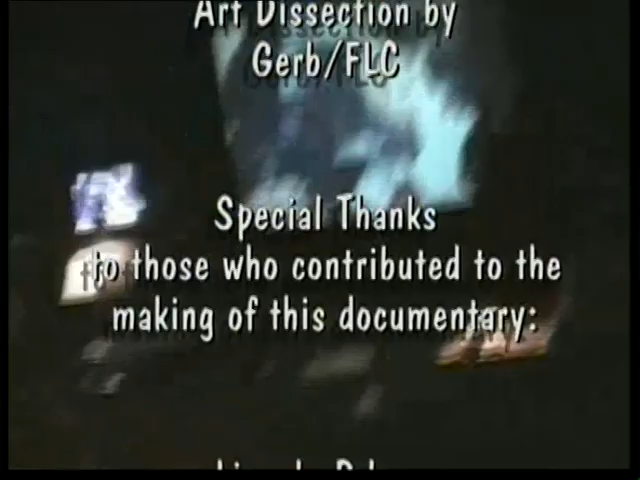 Art Dissection by
Gerb/FLC
Special Thanks
to those who contributed to the
making of this documentary: